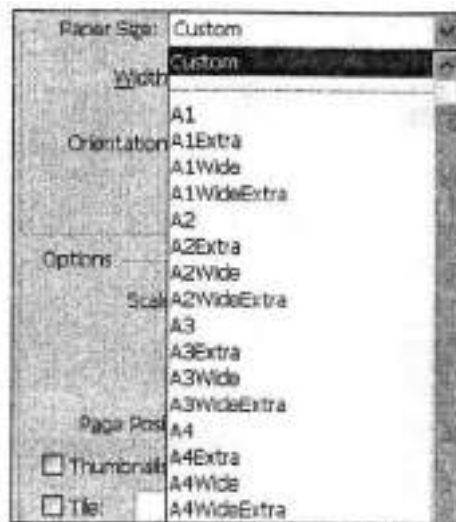 Paper Size: Custom
Custom
Width
A1
Orientation
A1Extra
A1Wide
A1WideExtra
A2
A2Extra
Options
A2Wide
Scal
A2WideExtra
A3
A3Extra
A3Wide
A3WideExtra
Page Posi
A4
Thumbnails
A4Extra
A4Wide
Tile:
A4WideExtra